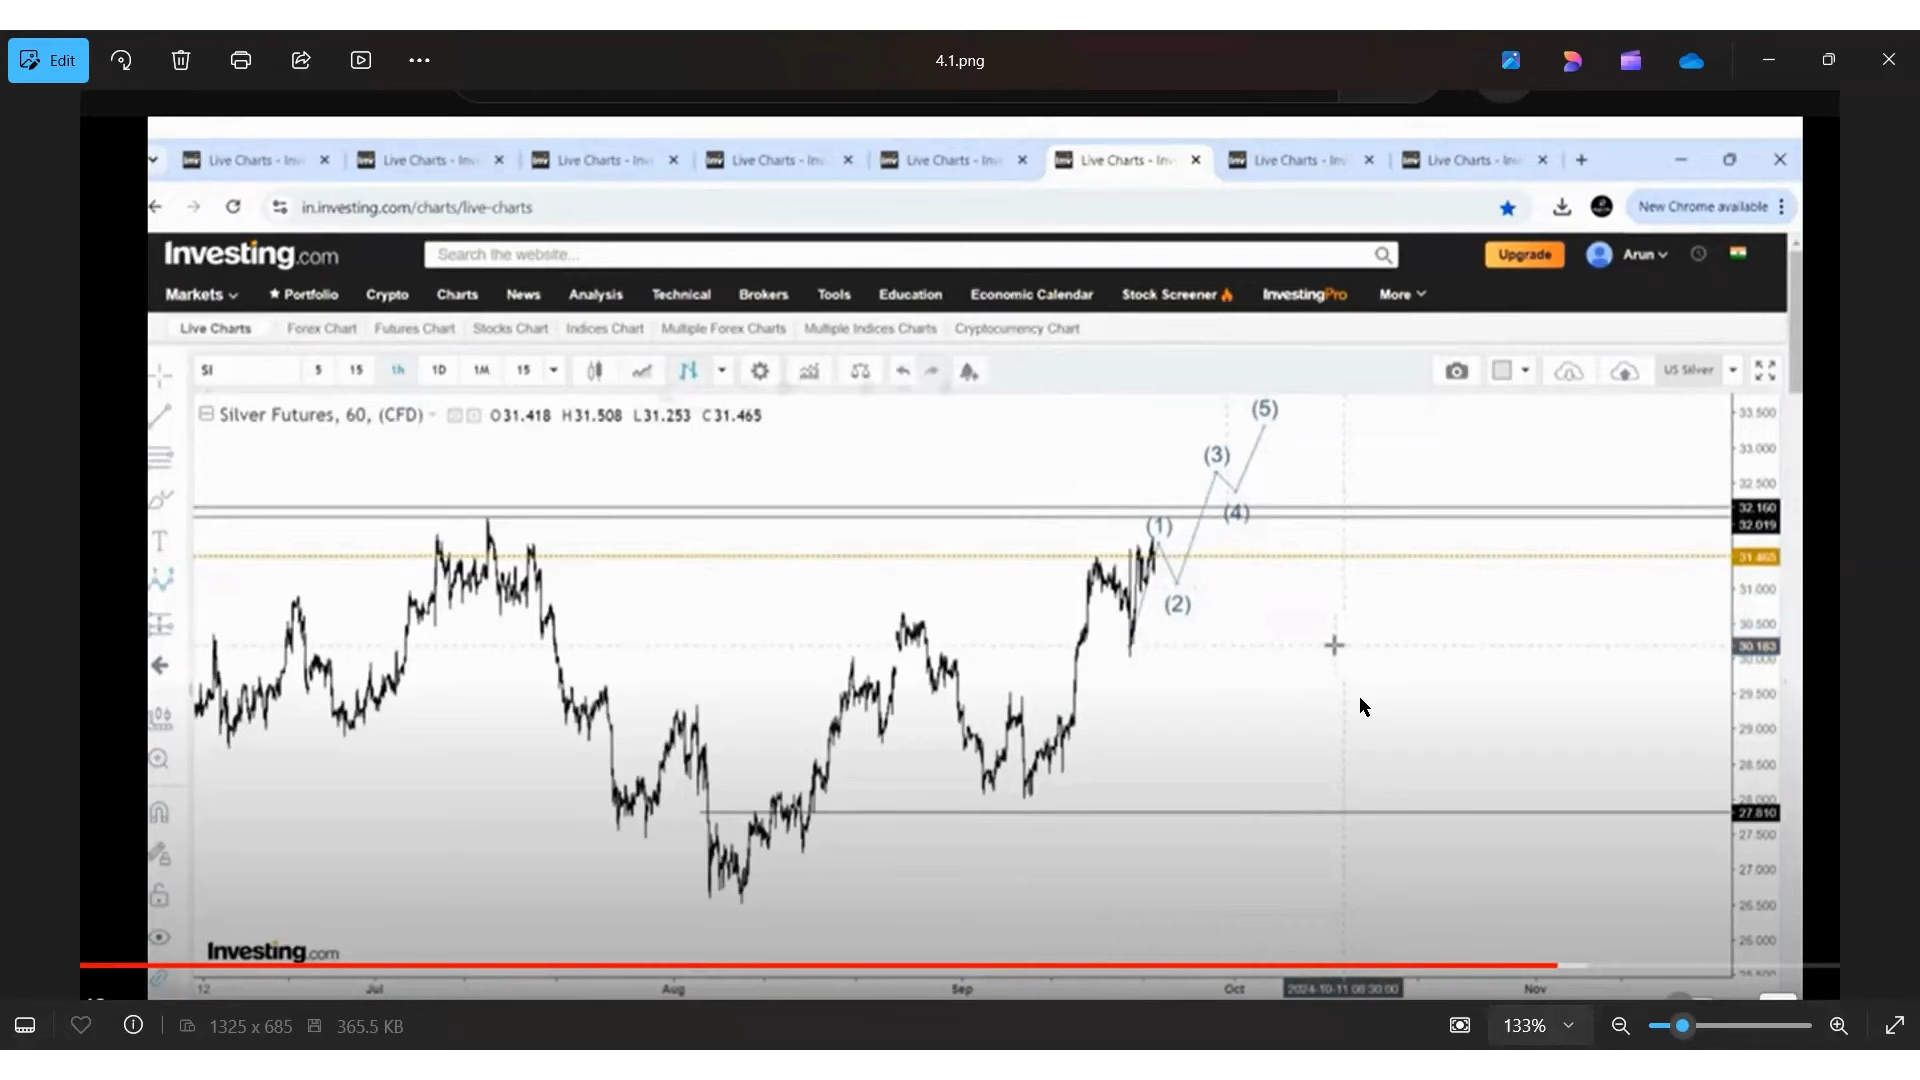 Edit
4.1.png
Live Charts - Inv
Live Charts - Inv
Live Charts - Inv
Live Charts - Inv
Live Charts - Inv
Live Charts - Inv
Live Charts - Inv
Live Charts - Inv
in.investing.com/charts/live-charts
New Chrome available
Investing.com
Search the website...
Upgrade
Arun
Markets
Portfolio
Crypto
Charts
News
Analysis
Technical
Brokers
Tools
Education
Economic Calendar
Stock Screener
InvestingPro
More
Live Charts
Forex Chart
Futures Chart
Stocks Chart
Indices Chart
Multiple Forex Charts
Multiple Indices Charts
Cryptocurrency Chart
SI
5
15
1h
1D
1M
15
US Silver
Silver Futures, 60, (CFD)
O31.418 H31.508 L31.253 C31.465
(5)
(3)
(4)
(1)
(2)
33.500
33.000
32.500
32.160
32.019
31.465
31.000
30.500
30.183
30.000
29.500
29.000
28.500
28.000
27.810
27.500
27.000
26.500
26.000
Investing.com
12
Jul
Aug
Sep
Oct
2024-10-11 08:30:00
Nov
1325 x 685
365.5 KB
133%